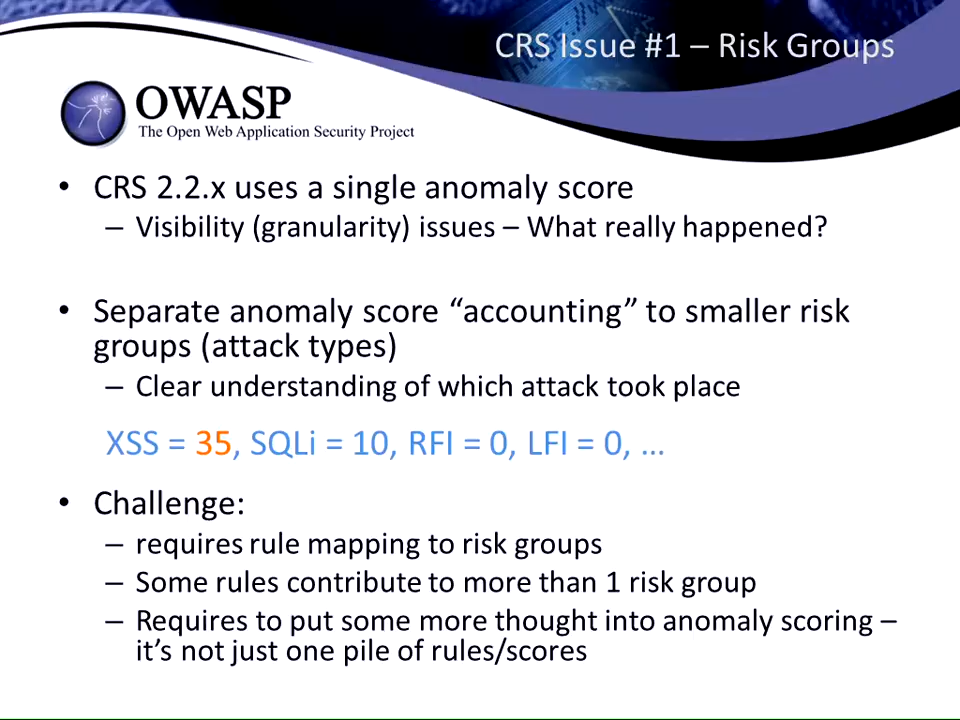 CRS Issue #1 – Risk Groups
OWASP
The Open Web Application Security Project
• CRS 2.2.x uses a single anomaly score
– Visibility (granularity) issues – What really happened?
• Separate anomaly score “accounting” to smaller risk
groups (attack types)
– Clear understanding of which attack took place
XSS = 35, SQLi = 10, RFI = 0, LFI = 0, …
• Challenge:
– requires rule mapping to risk groups
– Some rules contribute to more than 1 risk group
– Requires to put some more thought into anomaly scoring –
it’s not just one pile of rules/scores